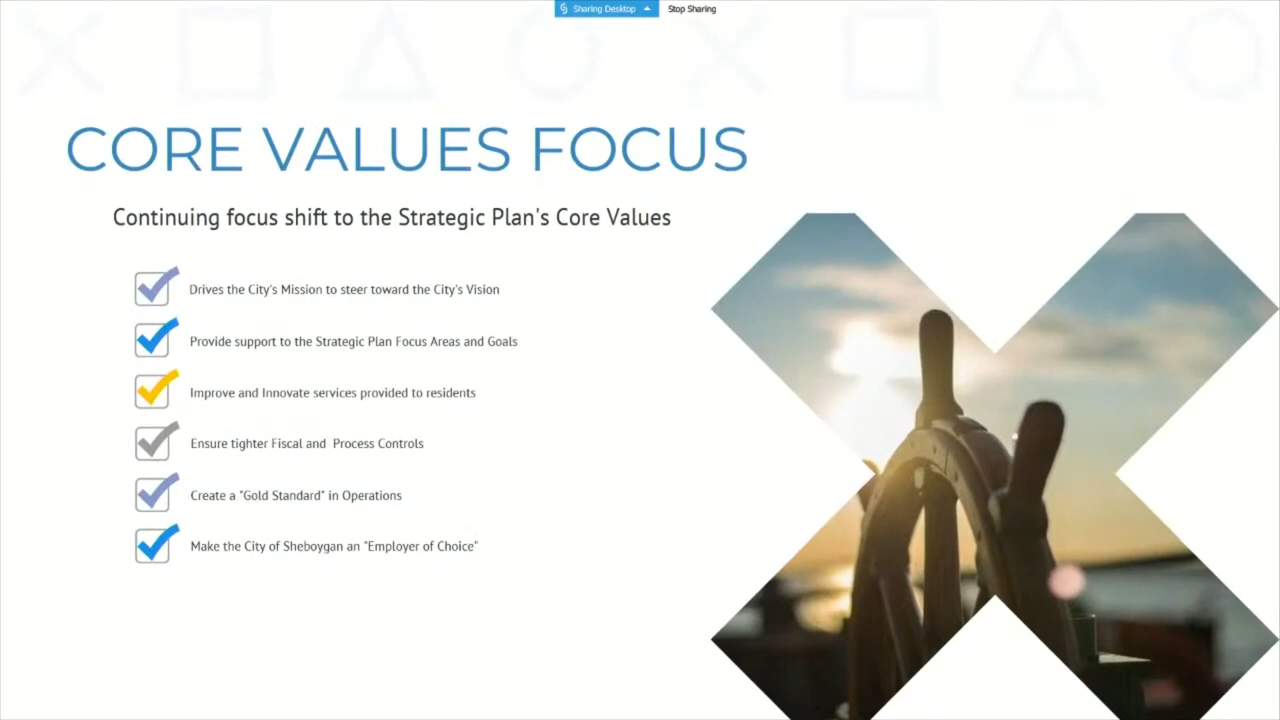 Sharing Desktop Stop Sharing
CORE VALUES FOCUS
Continuing focus shift to the Strategic Plan's Core Values
Drives the City's Mission to steer toward the City's Vision
Provide support to the Strategic Plan Focus Areas and Goals
Improve and Innovate services provided to residents
Ensure tighter Fiscal and  Process Controls
Create a "Gold Standard" in Operations
Make the City of Sheboygan an "Employer of Choice"